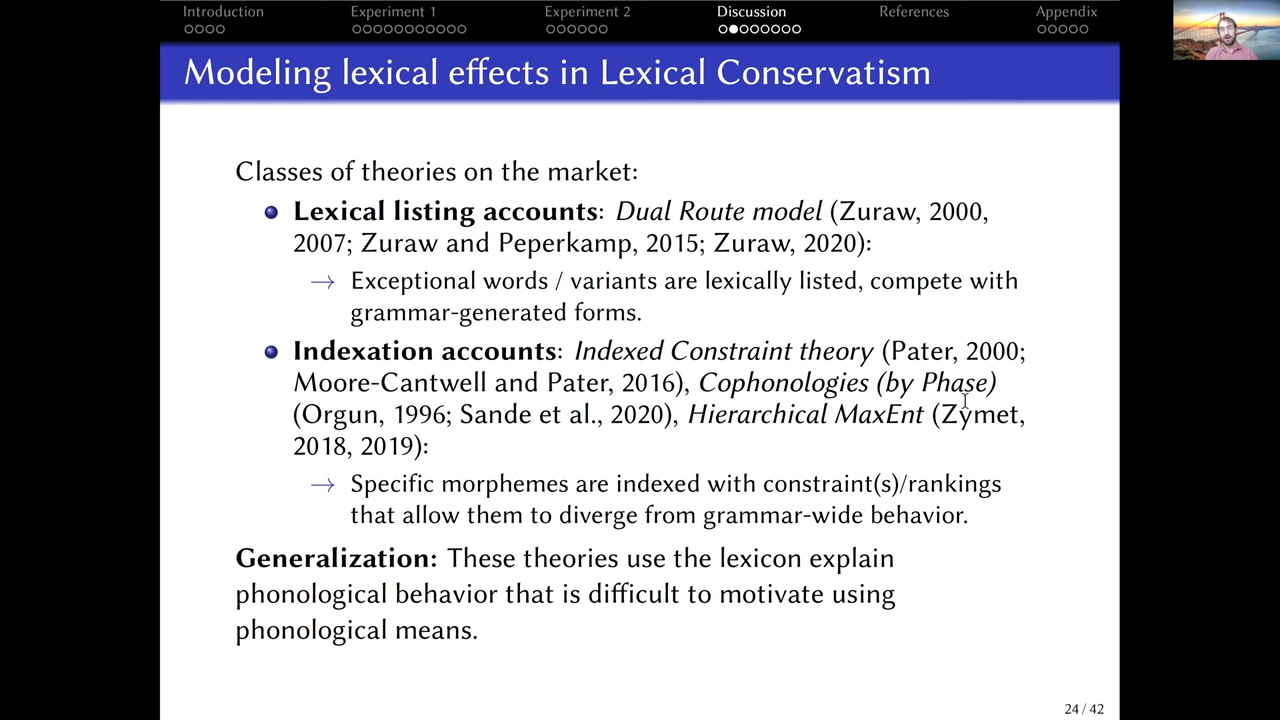 Introduction Experiment 1 Experiment 2 Discussion References Appendix
Modeling lexical effects in Lexical Conservatism
Classes of theories on the market:
Lexical listing accounts: Dual Route model (Zuraw, 2000,
2007; Zuraw and Peperkamp, 2015; Zuraw, 2020):
→ Exceptional words / variants are lexically listed, compete with
grammar-generated forms.
Indexation accounts: Indexed Constraint theory (Pater, 2000;
Moore-Cantwell and Pater, 2016), Cophonologies (by Phase)
(Orgun, 1996; Sande et al., 2020), Hierarchical MaxEnt (Zymet,
2018, 2019):
→ Specific morphemes are indexed with constraint(s)/rankings
that allow them to diverge from grammar-wide behavior.
Generalization: These theories use the lexicon explain
phonological behavior that is difficult to motivate using
phonological means.
24 / 42